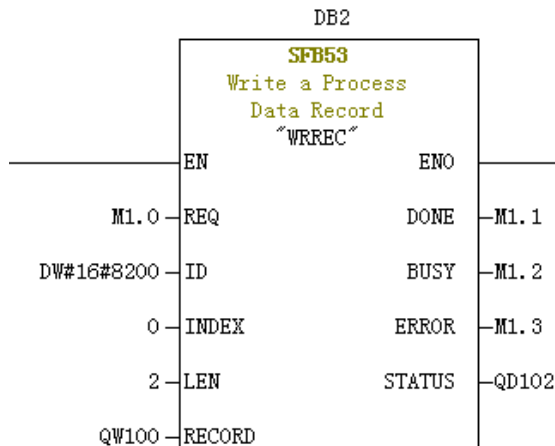 DB2
SFB53
Write a Process
Data Record
"WRREC"
EN ENO
M1.0 REQ DONE M1.1
DW#16#8200 ID BUSY M1.2
0 INDEX ERROR M1.3
2 LEN STATUS QD102
QW100 RECORD